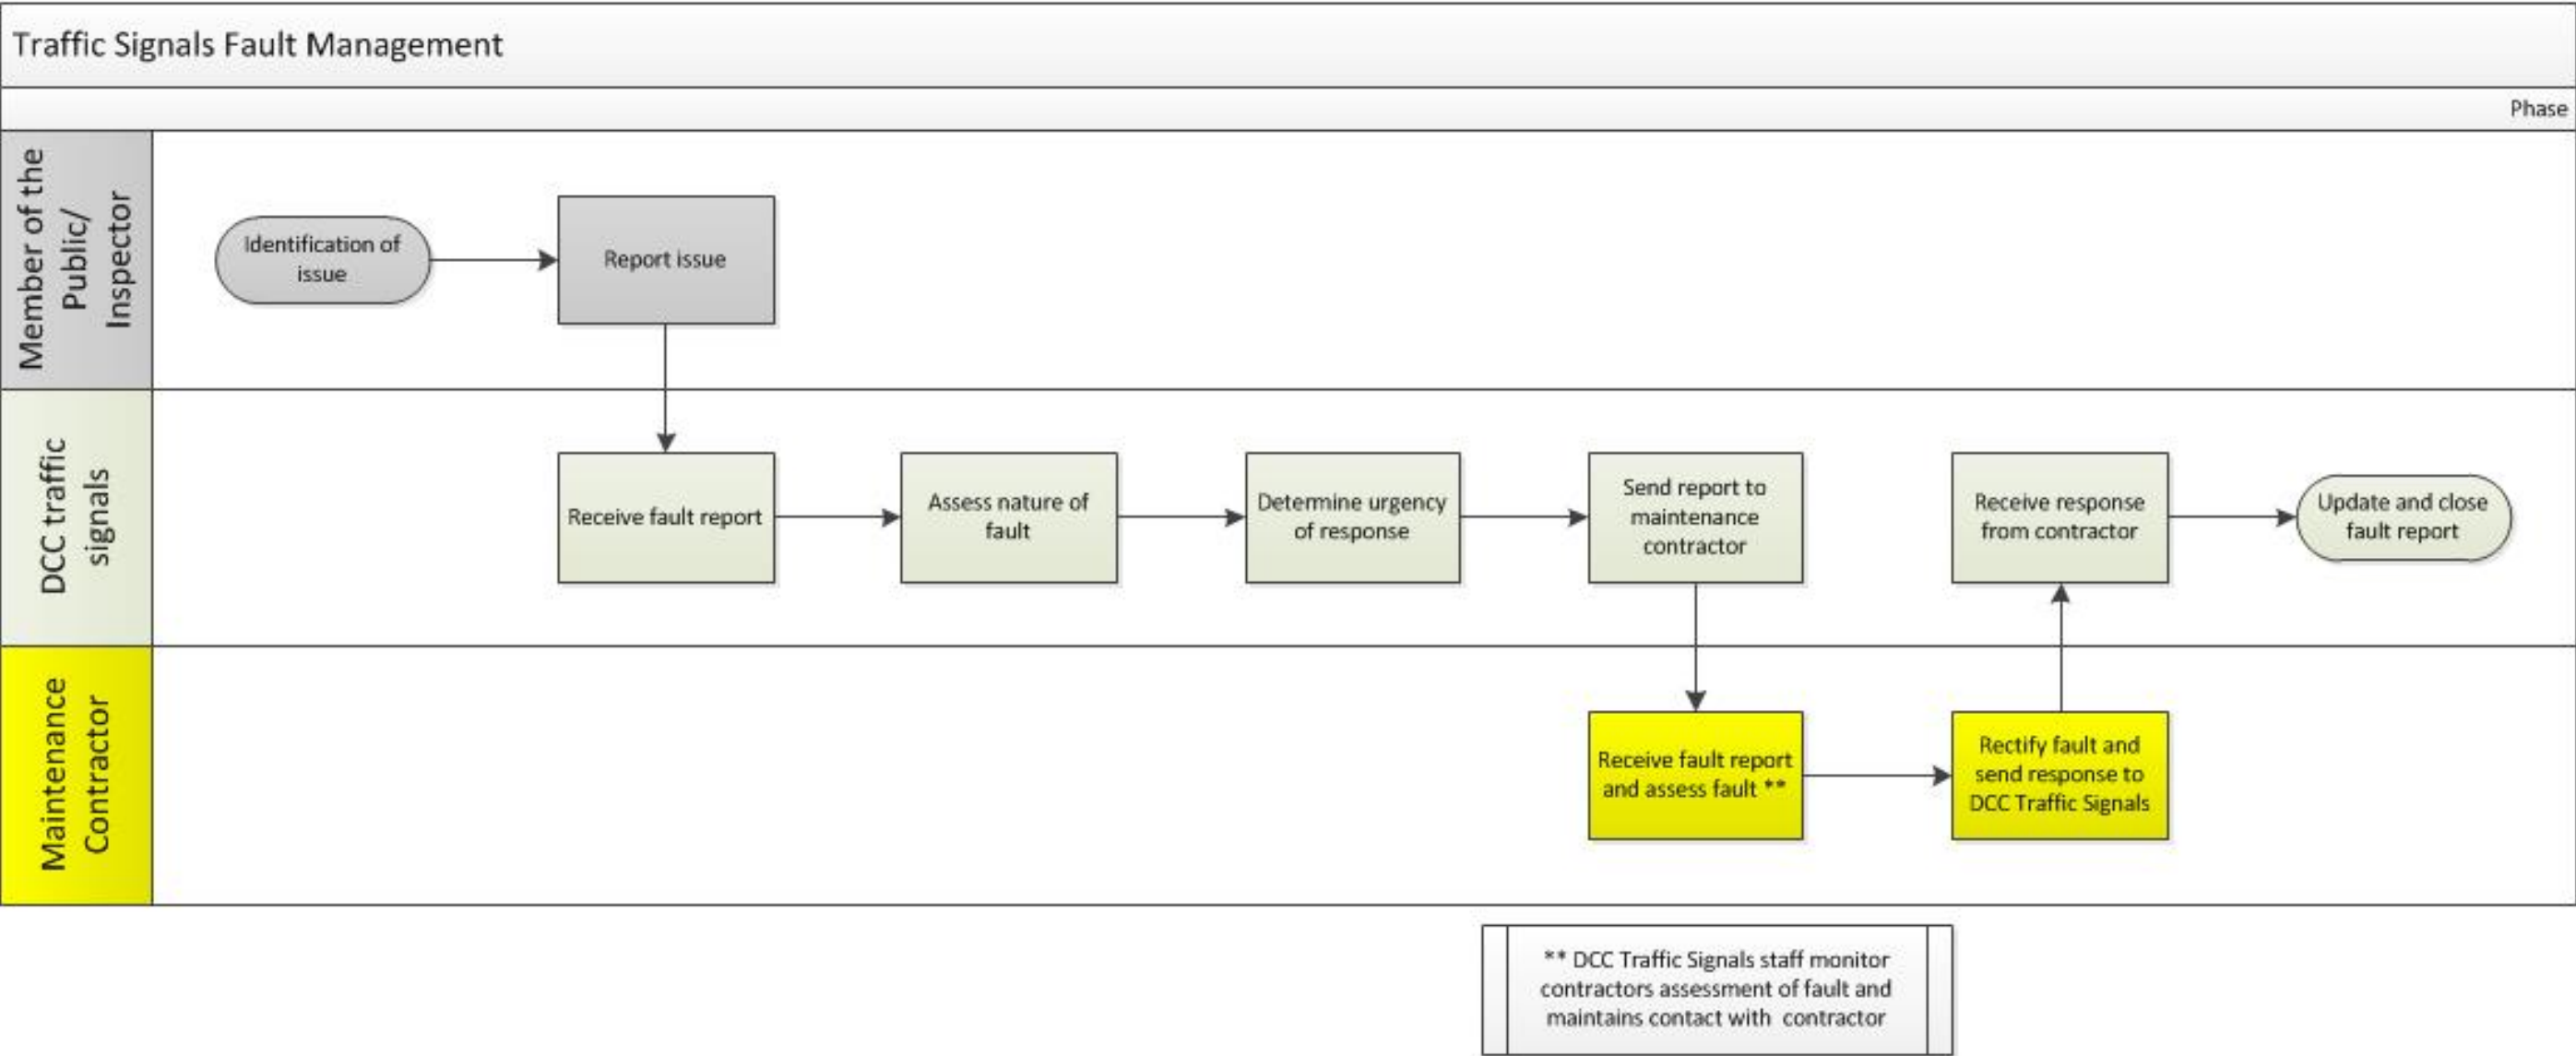 Traffic Signals Fault Management
Phase
Member of the
Public/
Inspector
Identification of
issue
Report issue
DCC traffic
signals
Receive fault report
Assess nature of
fault
Determine urgency
of response
Send report to
maintenance
contractor
Receive response
from contractor
Update and close
fault report
Maintenance
Contractor
Receive fault report
and assess fault **
Rectify fault and
send response to
DCC Traffic Signals
** DCC Traffic Signals staff monitor
contractors assessment of fault and
maintains contact with contractor